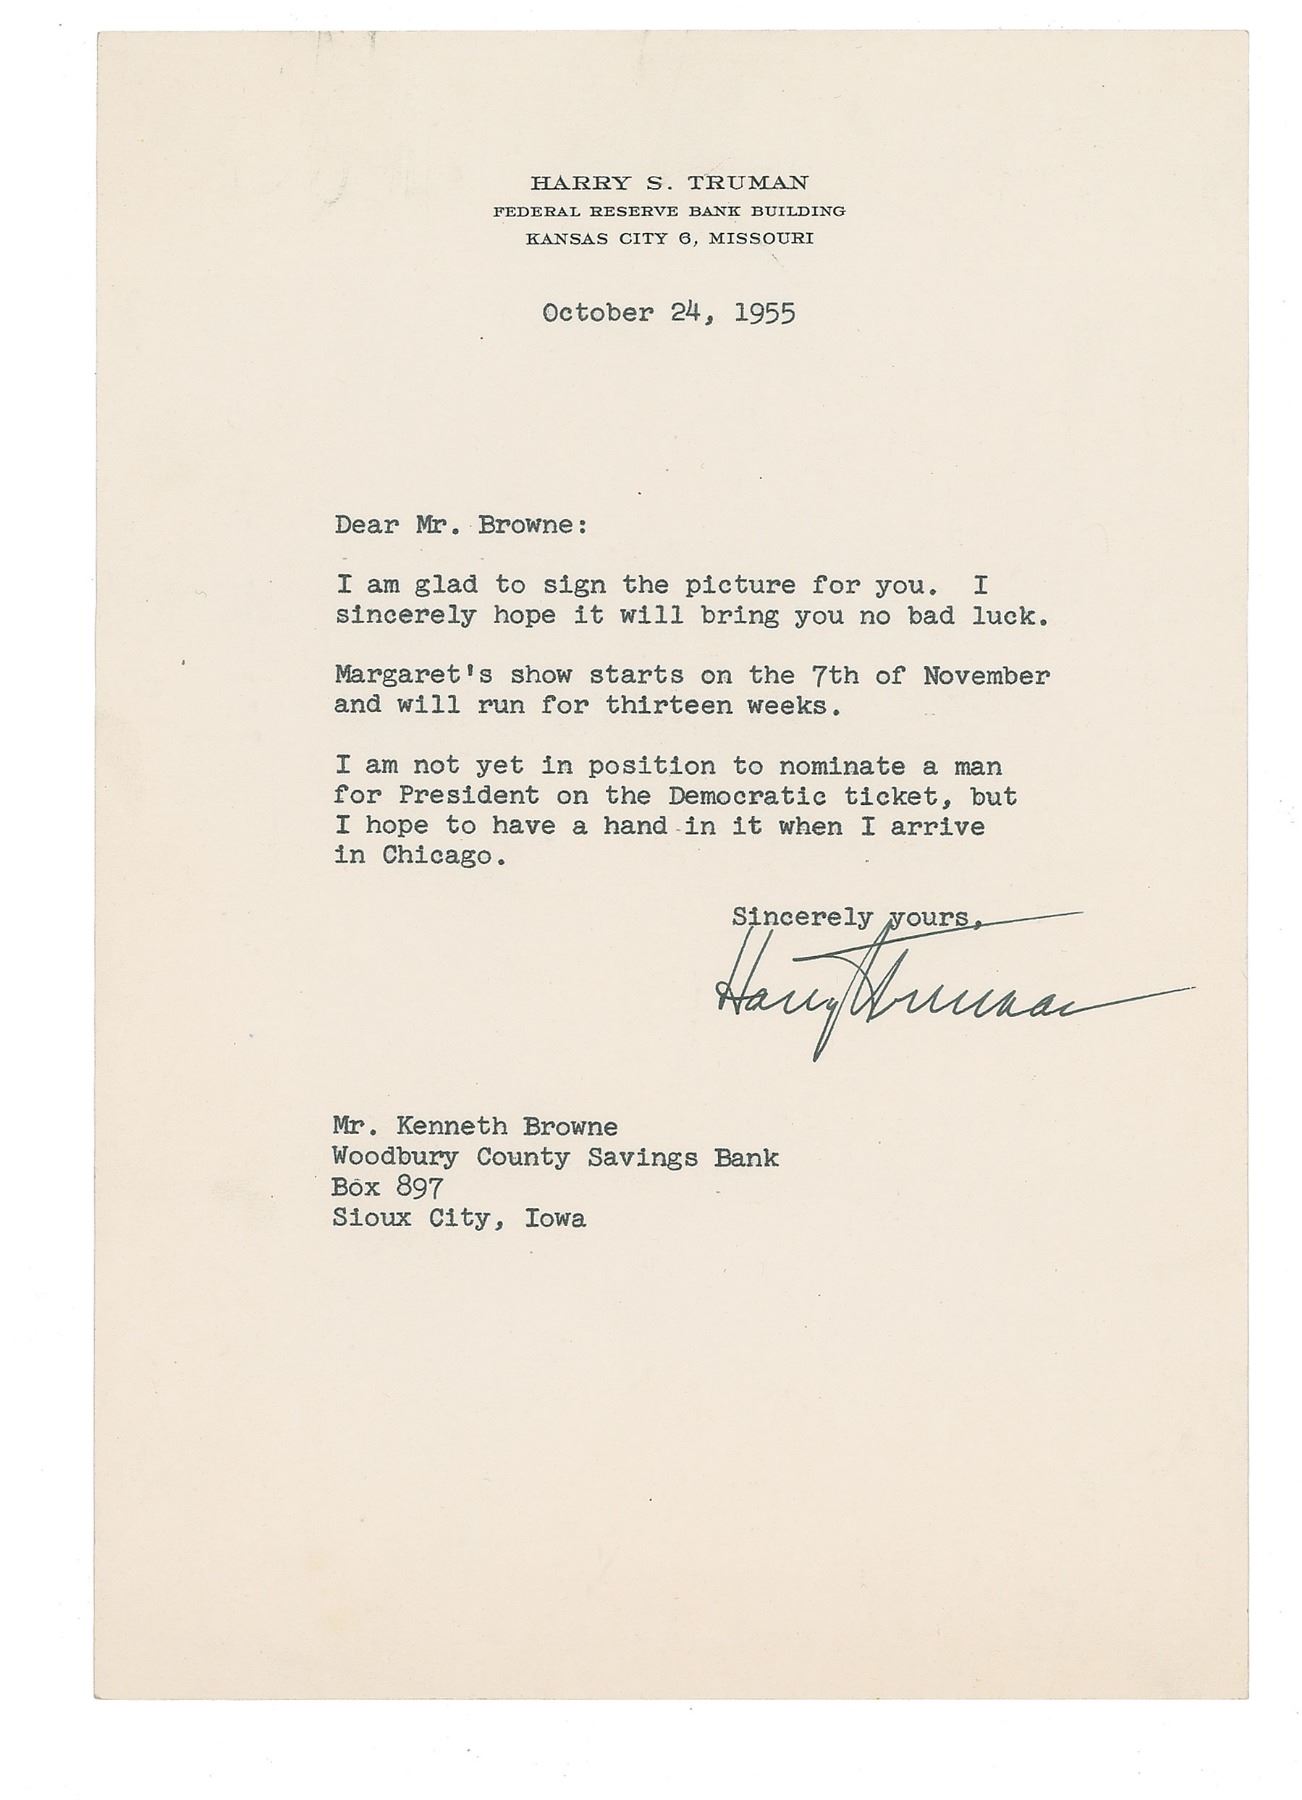 HARRY S. TRUMAN
FEDERAL RESERVE BANK BUILDING
KANSAS CITY 6, MISSOURI
October 24, 1955
Dear Mr. Browne:
I am glad to sign the picture for you.  I
sincerely hope it will bring you no bad luck.
Margaret's show starts on the 7th of November
and will run for thirteen weeks.
I am not yet in position to nominate a man
for President on the Democratic ticket, but
I hope to have a hand in it when I arrive
in Chicago.
Sincerely yours,
Harry Truman
Mr. Kenneth Browne
Woodbury County Savings Bank
Box 897
Sioux City, Iowa